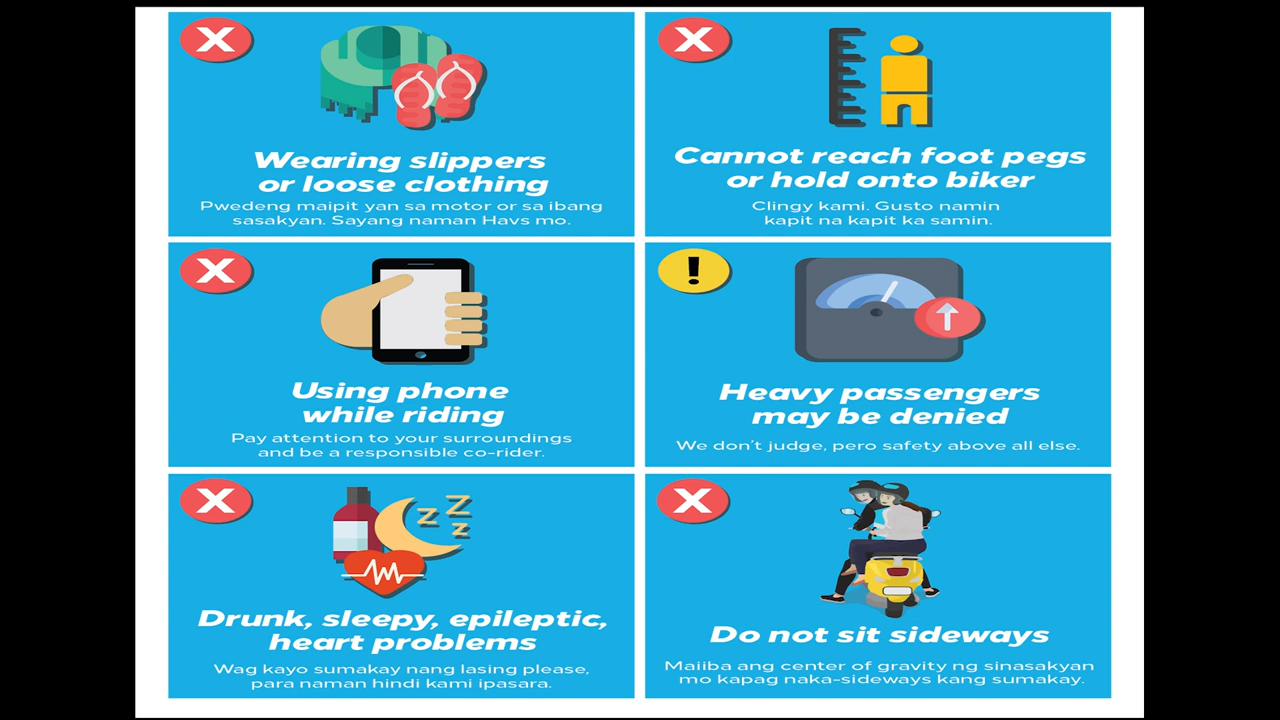 Wearing slippers
or loose clothing
Pwedeng maipit yan sa motor or sa ibang
sasakyan. Sayang naman Havs mo.
Cannot reach foot pegs
or hold onto biker
Clingy kami. Gusto namin
kapit na kapit ka samin.
Using phone
while riding
Pay attention to your surroundings
and be a responsible co-rider.
!
Heavy passengers
may be denied
We don't judge, pero safety above all else.
Z Z
Z
Drunk, sleepy, epileptic,
heart problems
Wag kayo sumakay nang lasing please,
para naman hindi kami ipasara.
Do not sit sideways
Maiiba ang center of gravity ng sinasakyan
mo kapag naka-sideways kang sumakay.